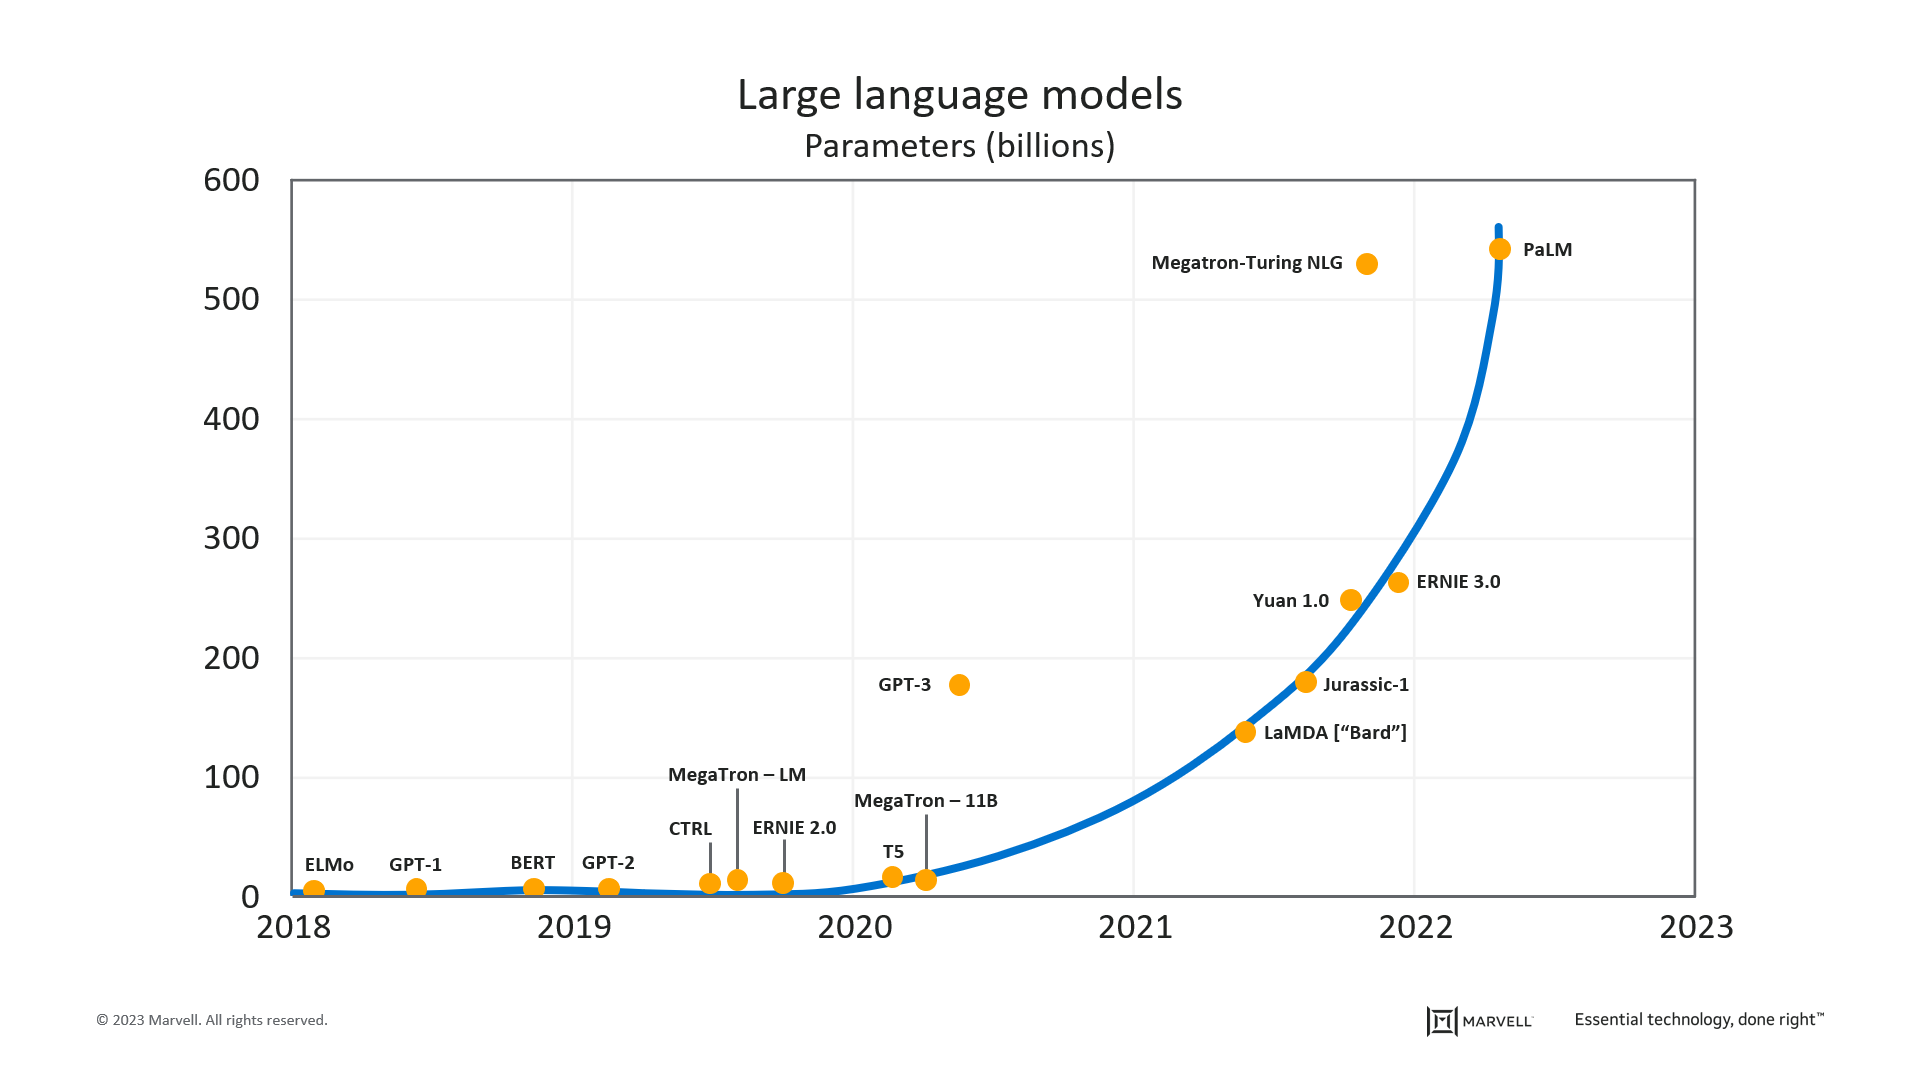 Large language models
Parameters (billions)
600
500
400
300
200
100
0
Megatron-Turing NLG
PaLM
Yuan 1.0
ERNIE 3.0
GPT-3
Jurassic-1
LaMDA [“Bard”]
MegaTron – LM
MegaTron – 11B
CTRL
ERNIE 2.0
T5
ELMo
GPT-1
BERT
GPT-2
2018
2019
2020
2021
2022
2023
© 2023 Marvell. All rights reserved.
MARVELL™
Essential technology, done right™